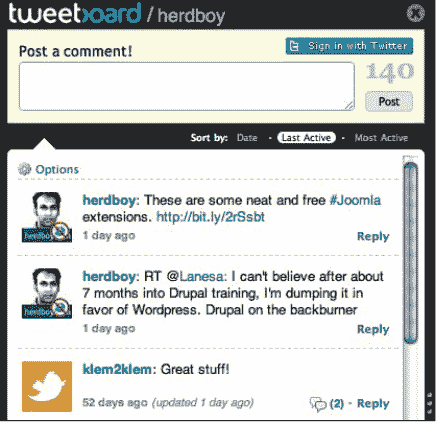 tweetboard / herdboy
Sign in with Twitter
Post a comment!
140
Post
Sort by: Date - Last Active - Most Active
Options
herdboy: These are some neat and free #Joomla
extensions. http://bit.ly/2rSsbt
1 day ago
Reply
herdboy: RT @Lanesa: I can't believe after about
7 months into Drupal training, I'm dumping it in
favor of Wordpress. Drupal on the backburner
1 day ago
Reply
klem2klem: Great stuff!
52 days ago (updated 1 day ago)
(2) - Reply